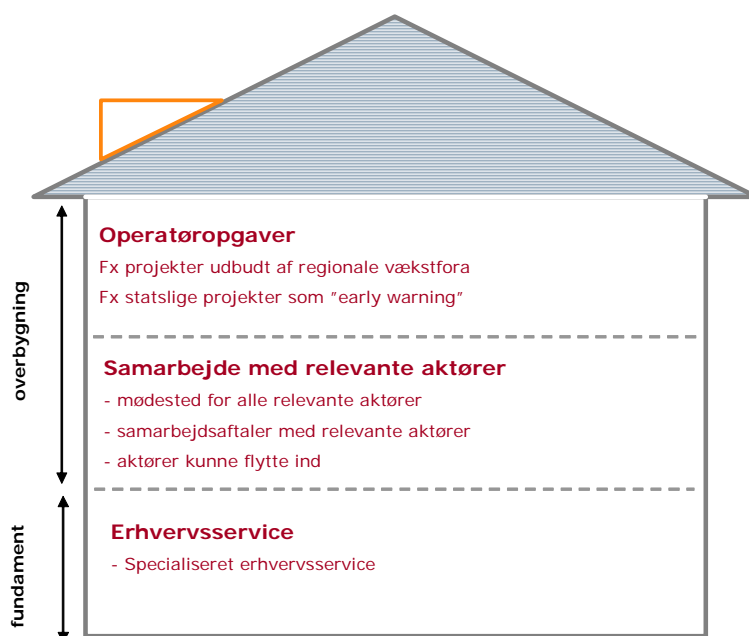 overbygning
Operatøropgaver
Fx projekter udbudt af regionale vækstfora
Fx statslige projekter som ”early warning”
Samarbejde med relevante aktører
- mødested for alle relevante aktører
- samarbejdsaftaler med relevante aktører
- aktører kunne flytte ind
fundament
Erhvervsservice
- Specialiseret erhvervsservice